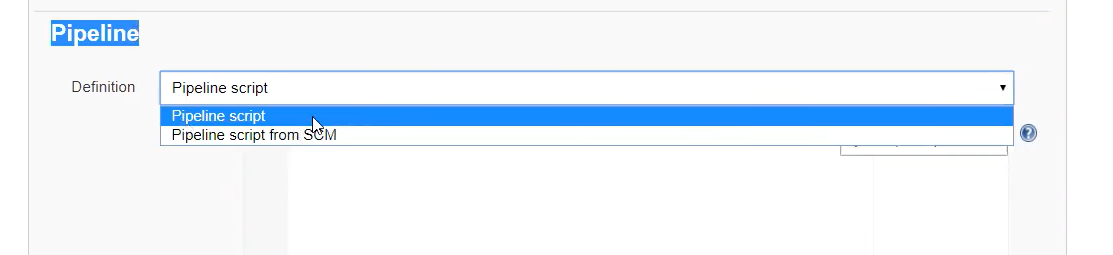 Pipeline
Definition
Pipeline script
Pipeline script
Pipeline script from SCM